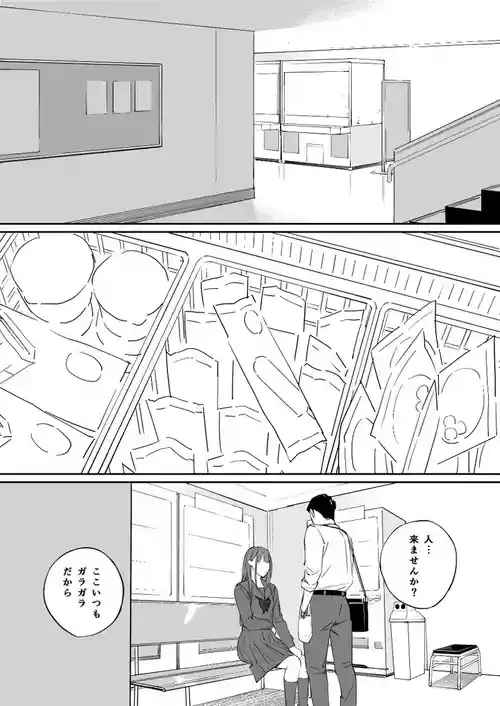 人…
来ませんか?
ここいつも
ガラガラ
だから